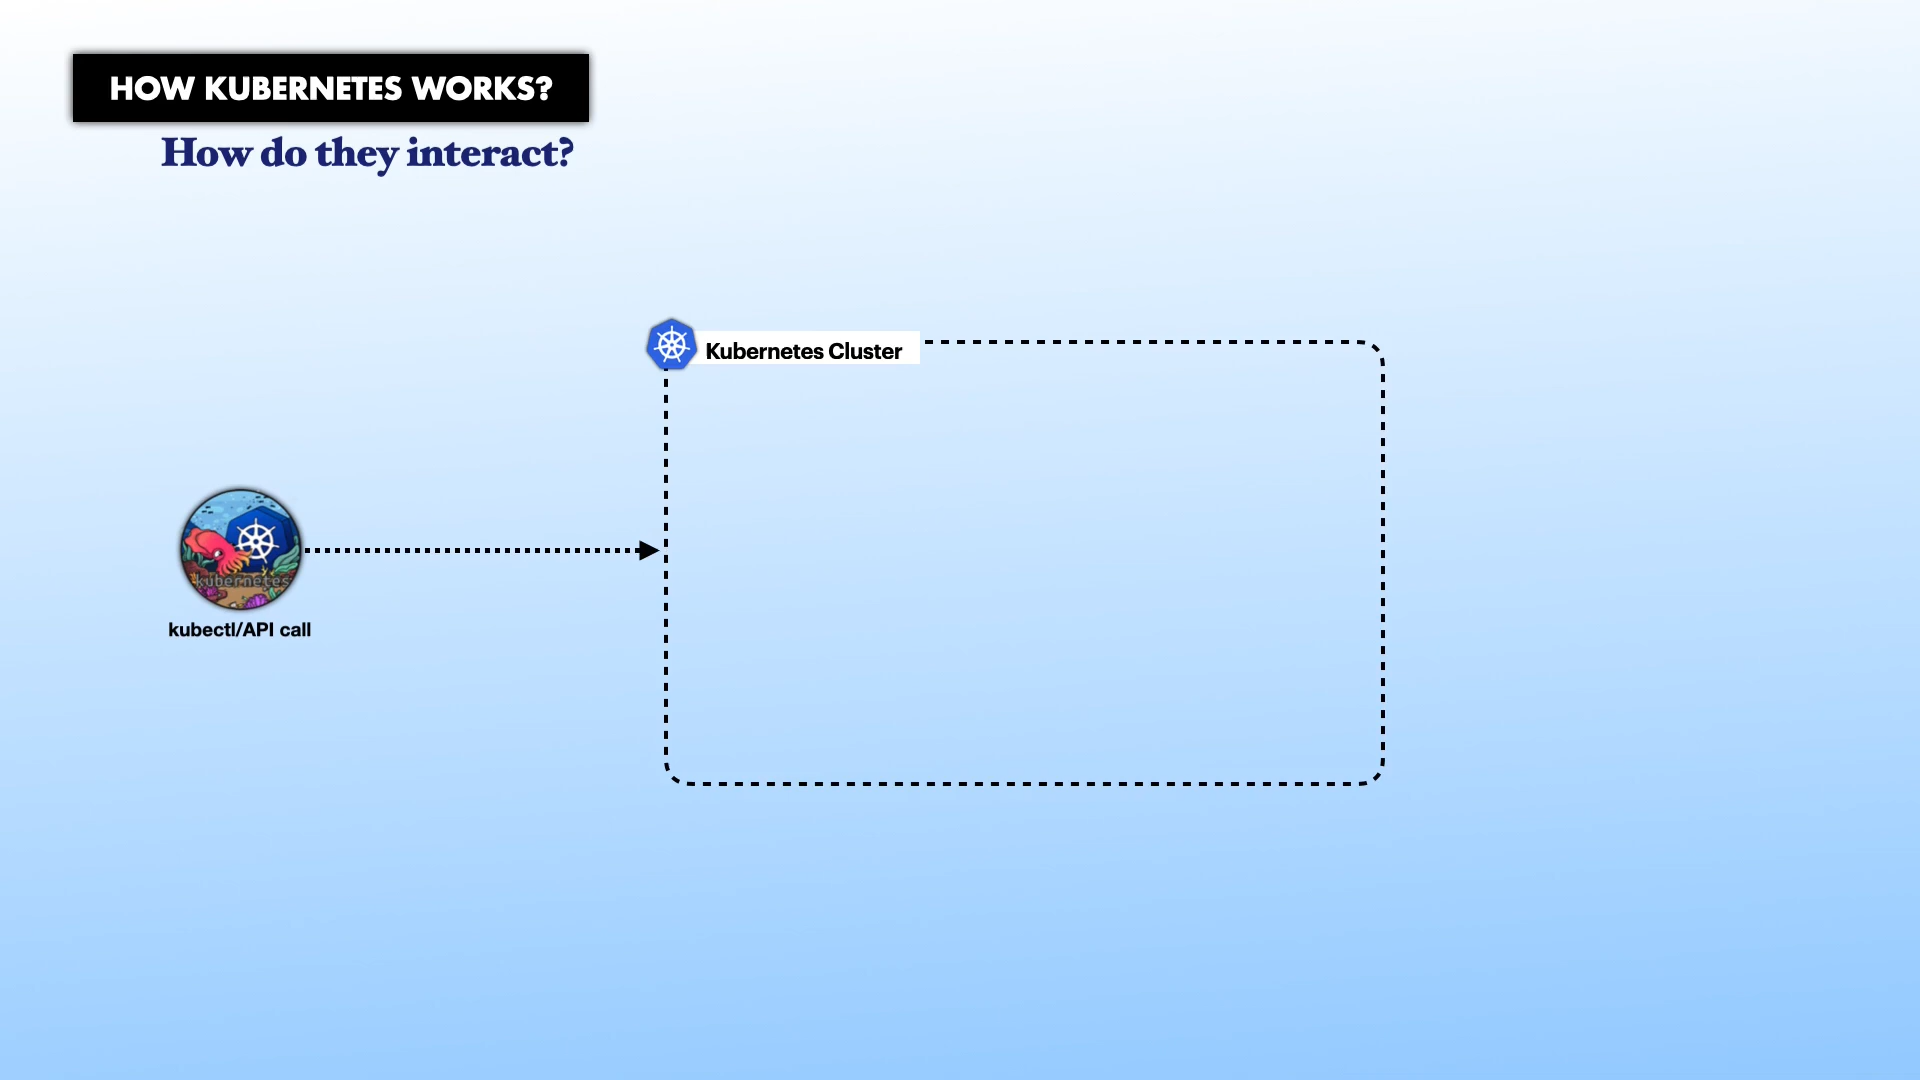 HOW KUBERNETES WORKS?
How do they interact?
Kubernetes Cluster
kubernetes
kubectl/API call